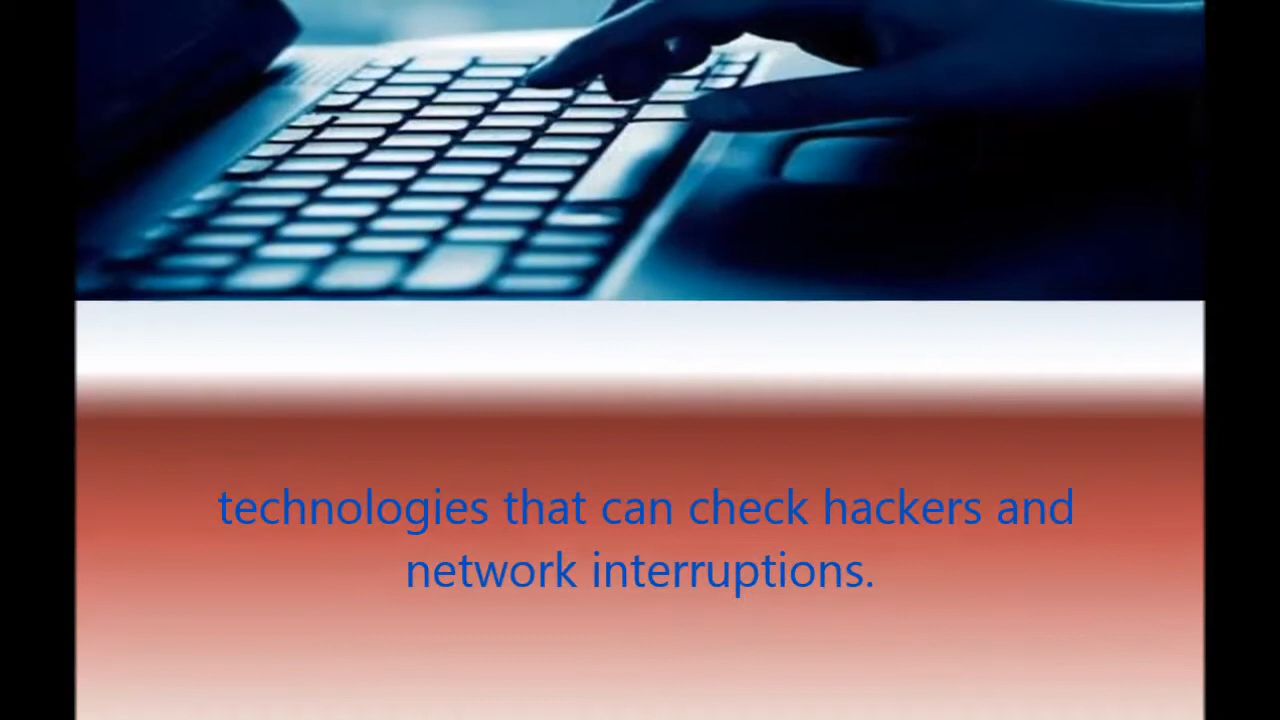 technologies that can check hackers and
network interruptions.